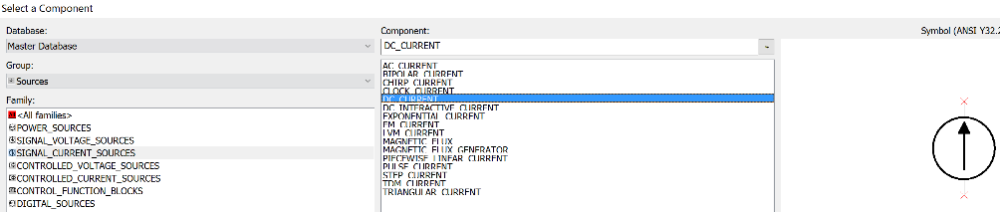 Select a Component
Database:
Master Database
Group:
Sources
Family:
<All families>
POWER_SOURCES
SIGNAL_VOLTAGE_SOURCES
SIGNAL_CURRENT_SOURCES
CONTROLLED_VOLTAGE_SOURCES
CONTROLLED_CURRENT_SOURCES
CONTROL_FUNCTION_BLOCKS
DIGITAL_SOURCES
Component:
DC_CURRENT
AC_CURRENT
BIPOLAR_CURRENT
CHIRP_CURRENT
CLOCK_CURRENT
DC_CURRENT
DC_INTERACTIVE_CURRENT
EXPONENTIAL_CURRENT
FM_CURRENT
LVM_CURRENT
MAGNETIC_FLUX
MAGNETIC_FLUX_GENERATOR
PIECEWISE_LINEAR_CURRENT
PULSE_CURRENT
STEP_CURRENT
TDM_CURRENT
TRIANGULAR_CURRENT
Symbol (ANSI Y32.2